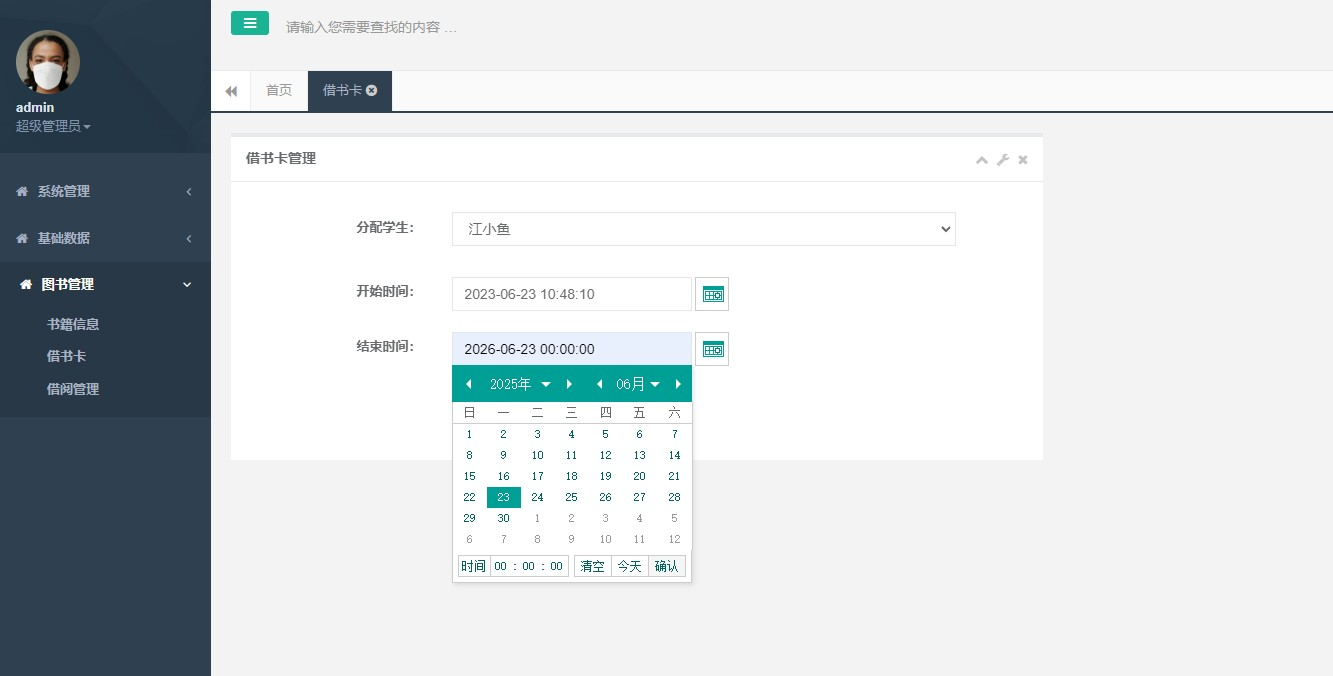 admin
超级管理员
系统管理
基础数据
图书管理
书籍信息
借书卡
借阅管理
请输入您需要查找的内容 …
首页
借书卡
借书卡管理
分配学生：
江小鱼
开始时间：
2023-06-23 10:48:10
结束时间：
2026-06-23 00:00:00
2025年 06月
日 一 二 三 四 五 六
1 2 3 4 5 6 7
8 9 10 11 12 13 14
15 16 17 18 19 20 21
22 23 24 25 26 27 28
29 30 1 2 3 4 5
6 7 8 9 10 11 12
时间 00 : 00 : 00 清空 今天 确认